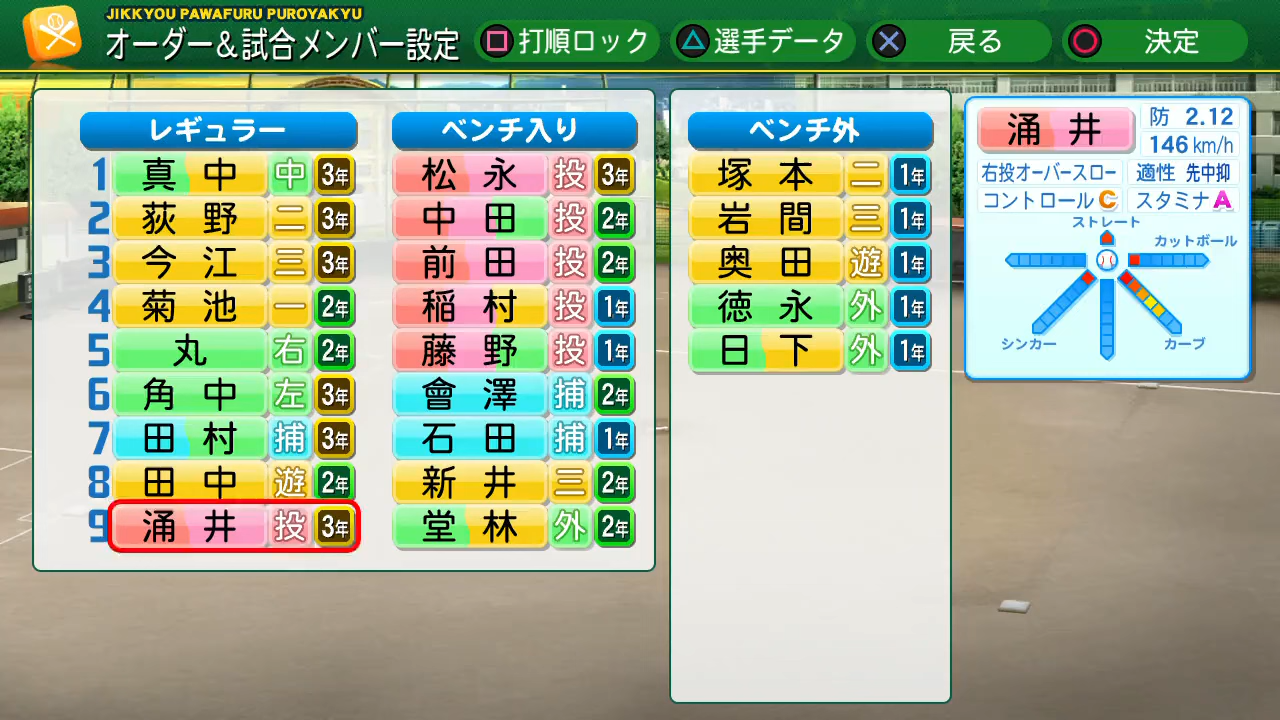 JIKKYOU PAWAFURU PUROYAKYU
オーダー＆試合メンバー設定 打順ロック 選手データ 戻る 決定
レギュラー
1 真中 中 3年
2 荻野 二 3年
3 今江 三 3年
4 菊池 一 2年
5 丸 右 2年
6 角中 左 3年
7 田村 捕 3年
8 田中 遊 2年
9 涌井 投 3年
ベンチ入り
松永 投 3年
中田 投 2年
前田 投 2年
稲村 投 1年
藤野 投 1年
會澤 捕 2年
石田 捕 1年
新井 三 2年
堂林 外 2年
ベンチ外
塚本 二 1年
岩間 三 1年
奥田 遊 1年
徳永 外 1年
日下 外 1年
涌井 防 2.12
146 km/h
右投オーバースロー 適性 先中抑
コントロール C スタミナ A
ストレート
カットボール
シンカー カーブ